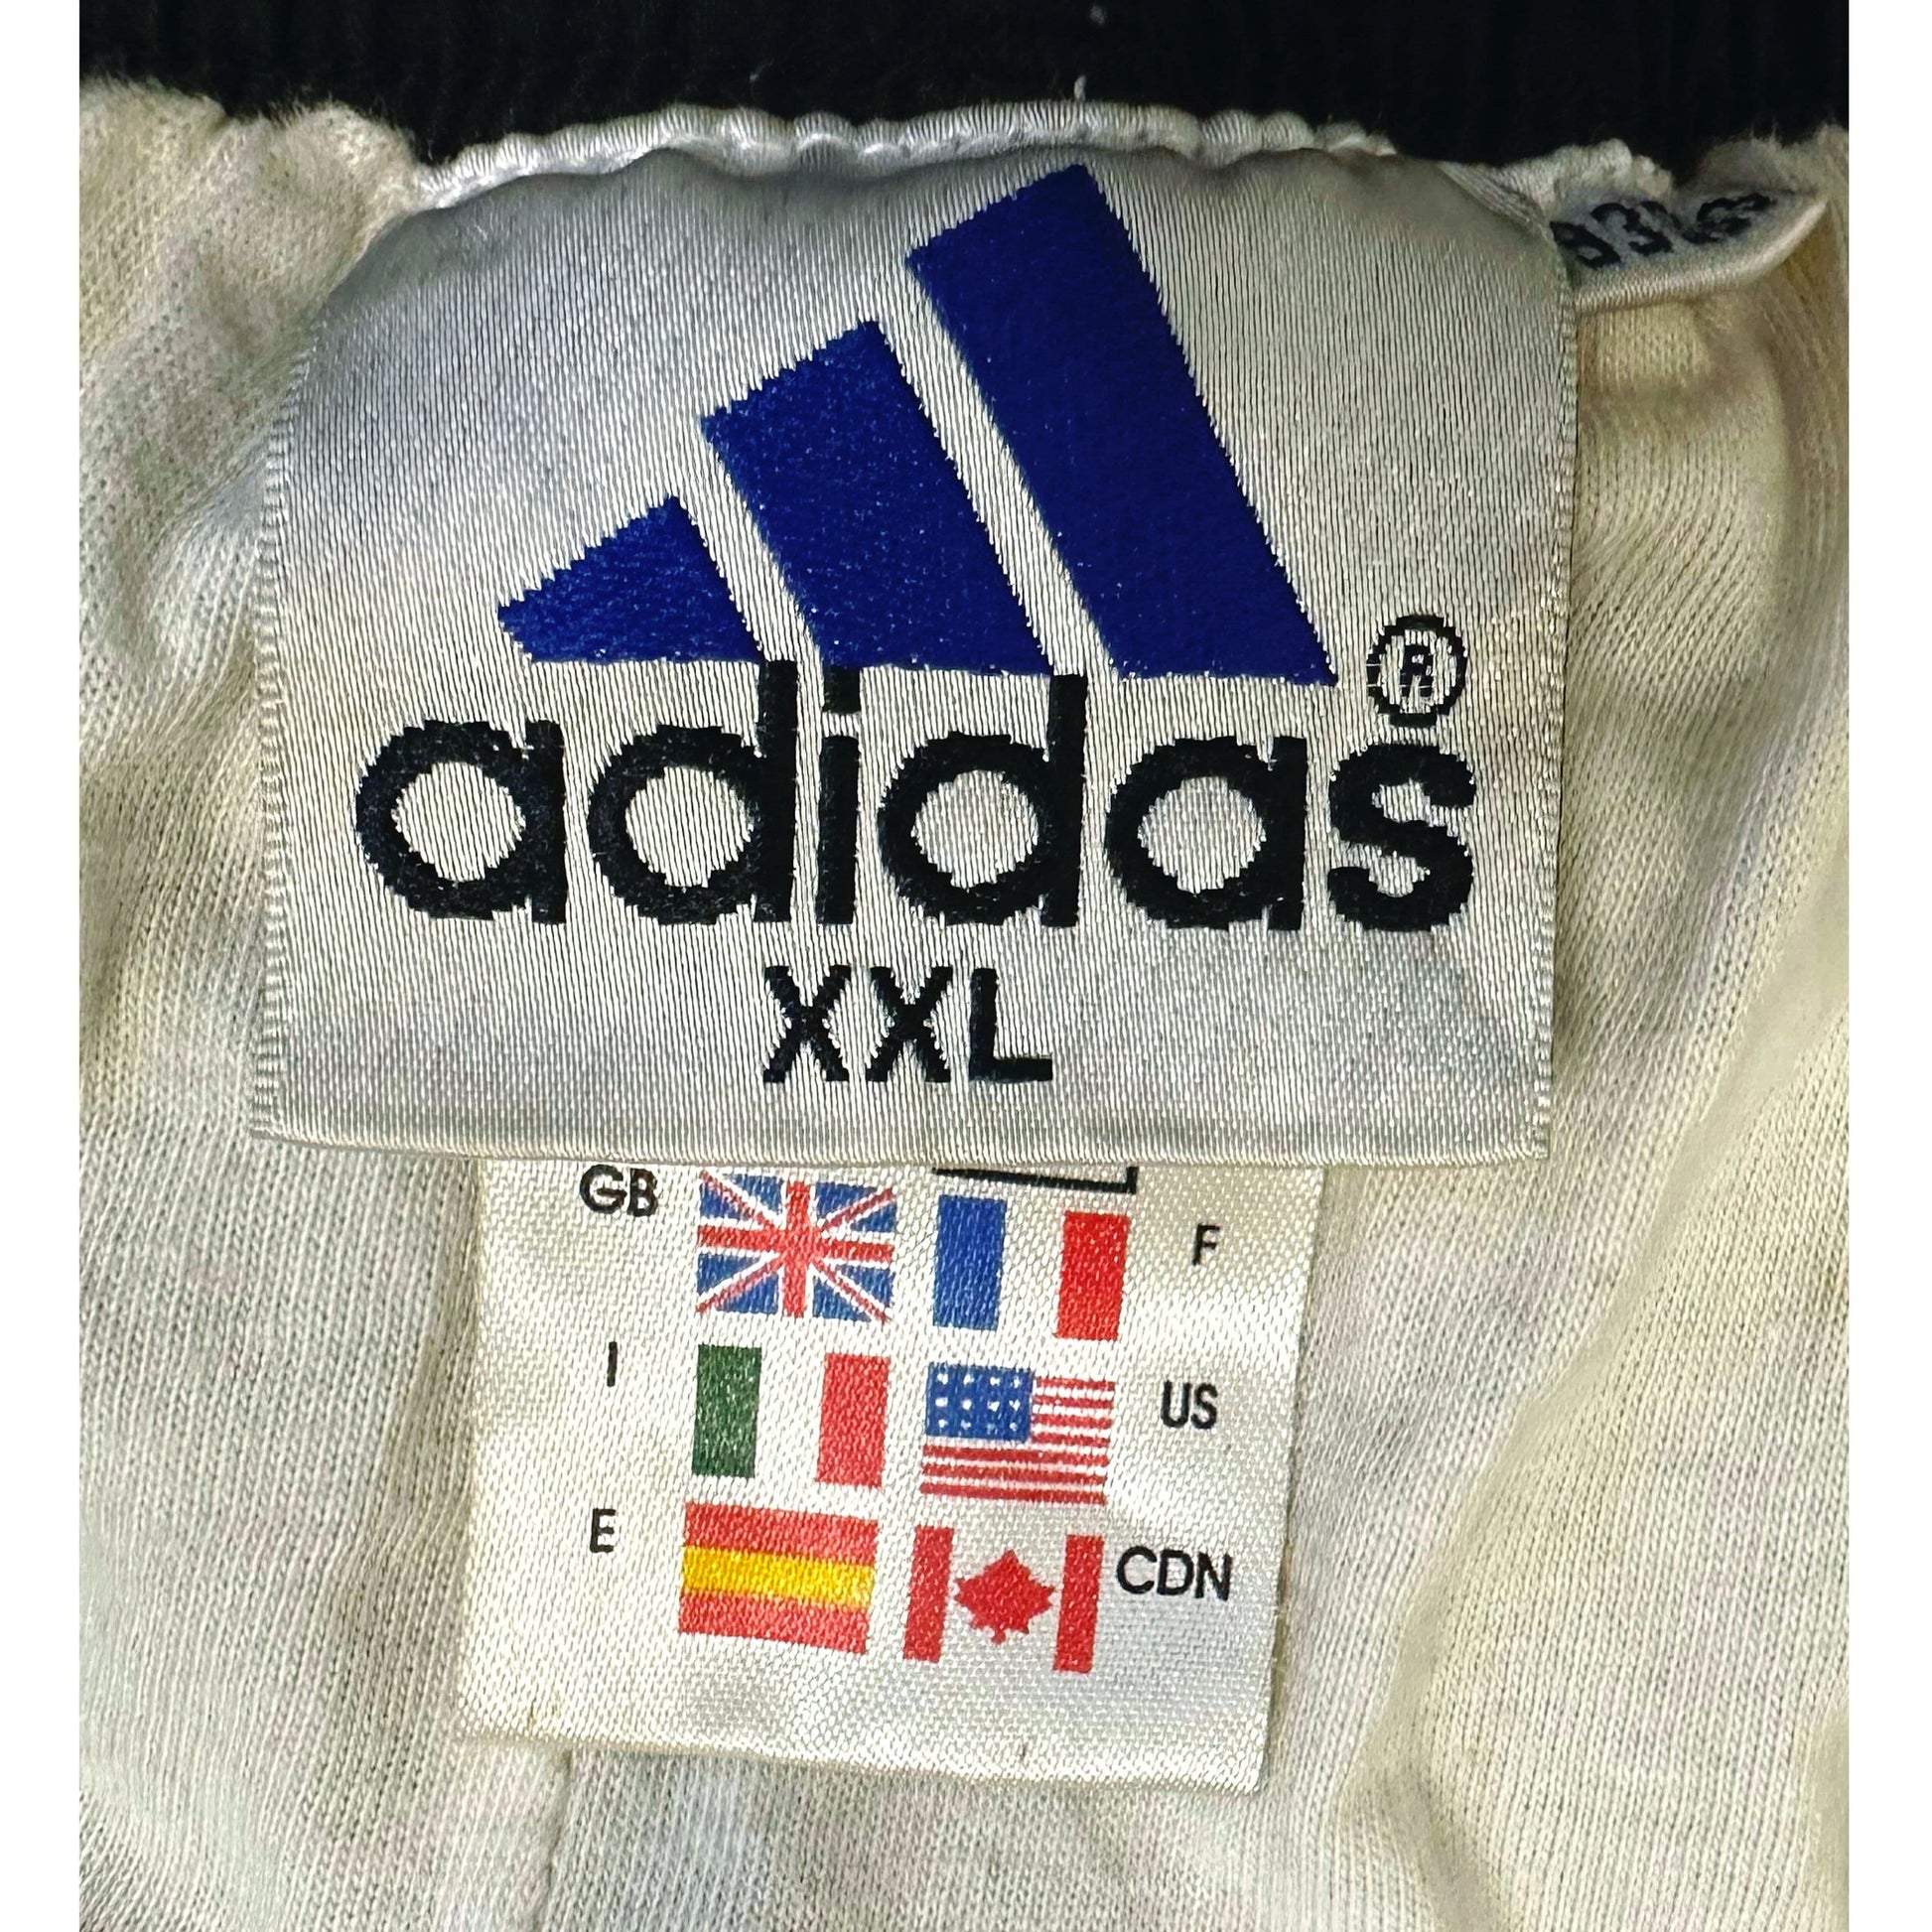 adidas®
XXL
GB F
I US
E CDN